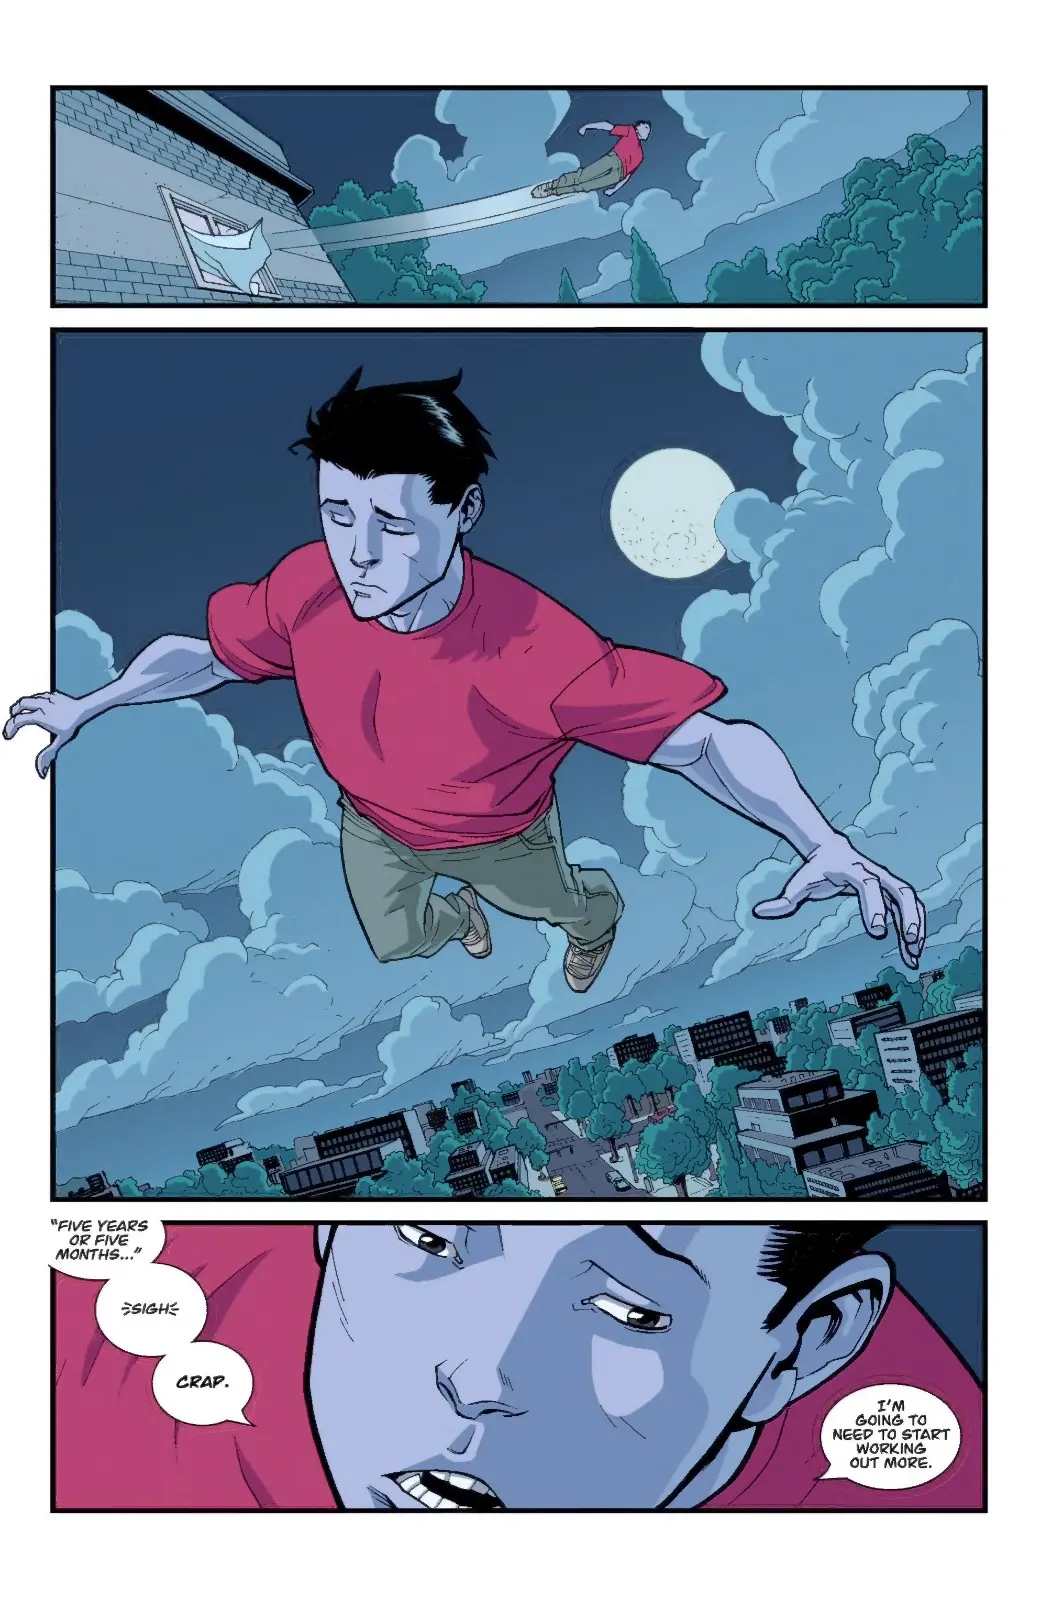 "FIVE YEARS
OR FIVE
MONTHS..."
SIGH
CRAP.
I'M
GOING TO
NEED TO START
WORKING
OUT MORE.